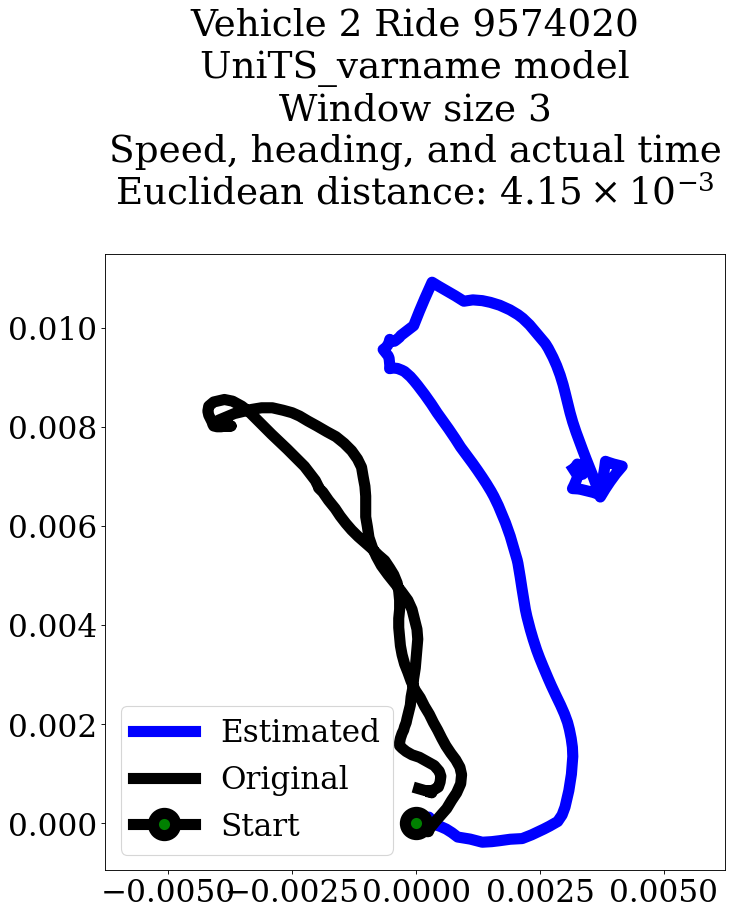 Vehicle 2 Ride 9574020
UniTS_varname model
Window size 3
Speed, heading, and actual time
Euclidean distance: 4.15 × 10⁻³
0.010
0.008
0.006
0.004
0.002
0.000
Estimated
Original
Start
−0.0050 −0.0025 0.0000 0.0025 0.0050